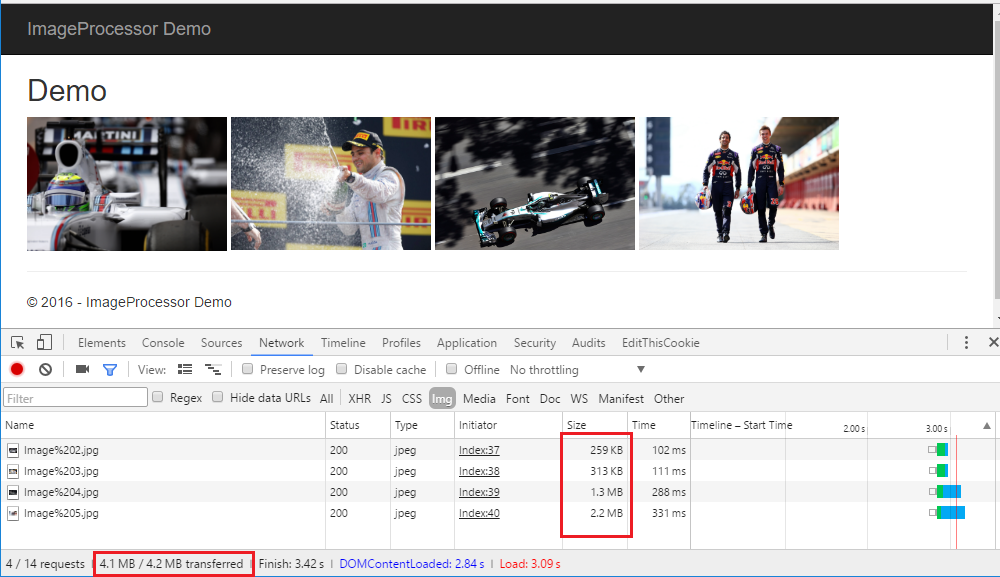 ImageProcessor Demo
Demo
MARTINI
© 2016 - ImageProcessor Demo
Elements Console Sources Network Timeline Profiles Application Security Audits EditThisCookie
View: Preserve log Disable cache Offline No throttling
Filter Regex Hide data URLs All XHR JS CSS Img Media Font Doc WS Manifest Other
Name Status Type Initiator Size Time Timeline – Start Time 2.00 s 3.00 s
Image%202.jpg 200 jpeg Index:37 259 KB 102 ms
Image%203.jpg 200 jpeg Index:38 313 KB 111 ms
Image%204.jpg 200 jpeg Index:39 1.3 MB 288 ms
Image%205.jpg 200 jpeg Index:40 2.2 MB 331 ms
4 / 14 requests | 4.1 MB / 4.2 MB transferred | Finish: 3.42 s | DOMContentLoaded: 2.84 s | Load: 3.09 s